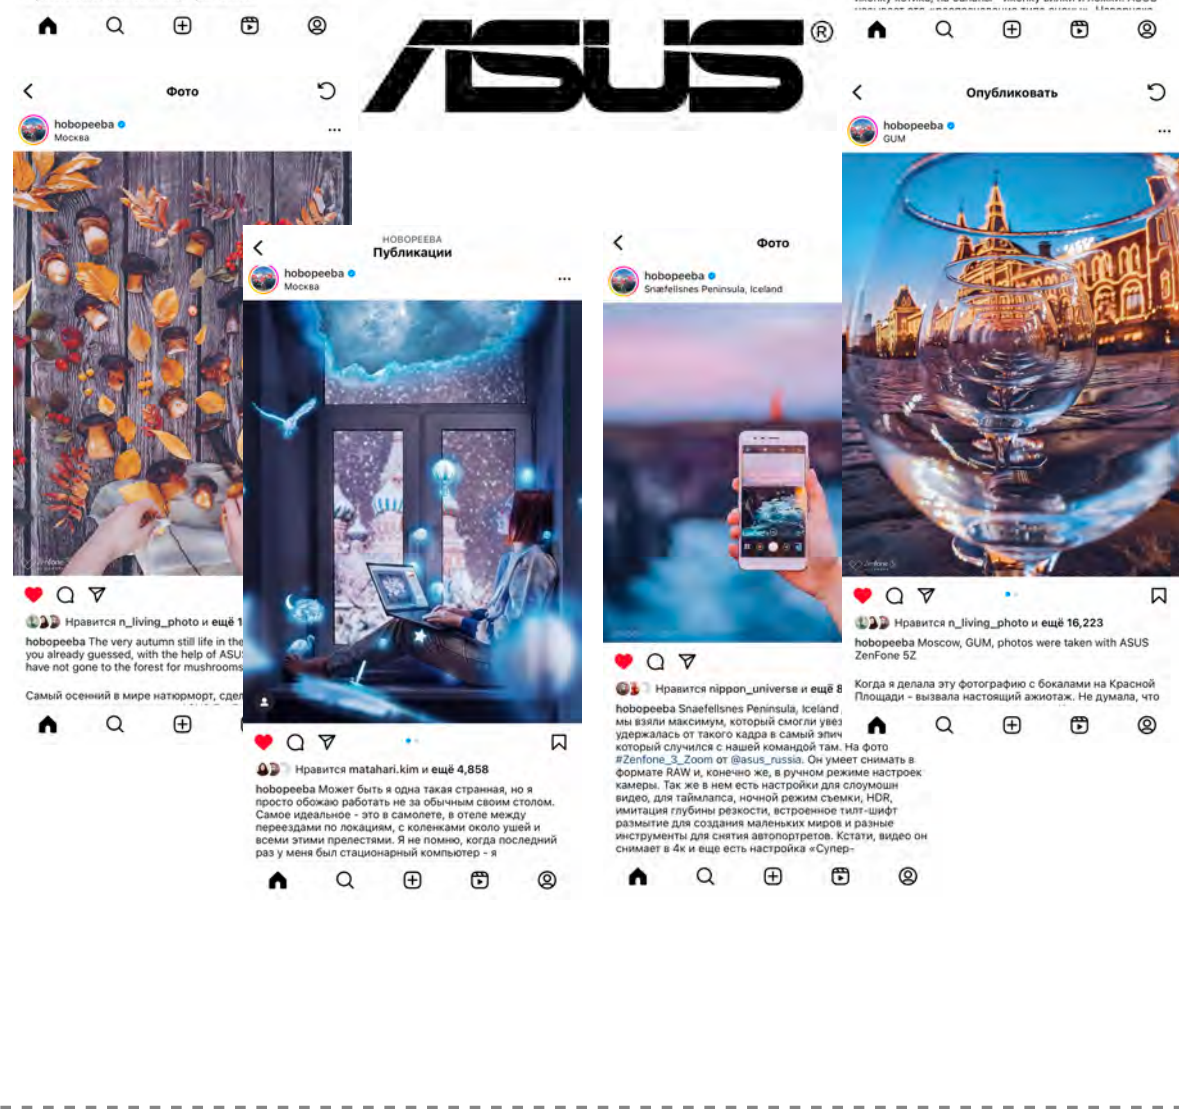 ASUS®
Фото
hobopeeba
Москва
Нравится n_living_photo и ещё 1
hobopeeba The very autumn still life in the
you already guessed, with the help of ASUS
have not gone to the forest for mushrooms
Самый осенний в мире натюрморт, сдел
HOBOPEEBA
Публикации
hobopeeba
Москва
Нравится matahari.kim и ещё 4,858
hobopeeba Может быть я одна такая странная, но я
просто обожаю работать не за обычным своим столом.
Самое идеальное - это в самолете, в отеле между
переездами по локациям, с коленками около ушей и
всеми этими прелестями. Я не помню, когда последний
раз у меня был стационарный компьютер - я
Фото
hobopeeba
Snæfellsnes Peninsula, Iceland
Нравится nippon_universe и ещё 8
hobopeeba Snaefellsnes Peninsula, Iceland
мы взяли максимум, который смогли увез
удержалась от такого кадра в самый эпич
который случился с нашей командой там. На фото
#Zenfone_3_Zoom от @asus_russia. Он умеет снимать в
формате RAW и, конечно же, в ручном режиме настроек
камеры. Так же в нем есть настройки для слоумошн
видео, для таймлапса, ночной режим съемки, HDR,
имитация глубины резкости, встроенное тилт-шифт
размытие для создания маленьких миров и разные
инструменты для снятия автопортретов. Кстати, видео он
снимает в 4к и еще есть настройка «Супер-
Опубликовать
hobopeeba
GUM
Zenfone 5
Нравится n_living_photo и ещё 16,223
hobopeeba Moscow, GUM, photos were taken with ASUS
ZenFone 5Z
Когда я делала эту фотографию с бокалами на Красной
Площади - вызвала настоящий ажиотаж. Не думала, что